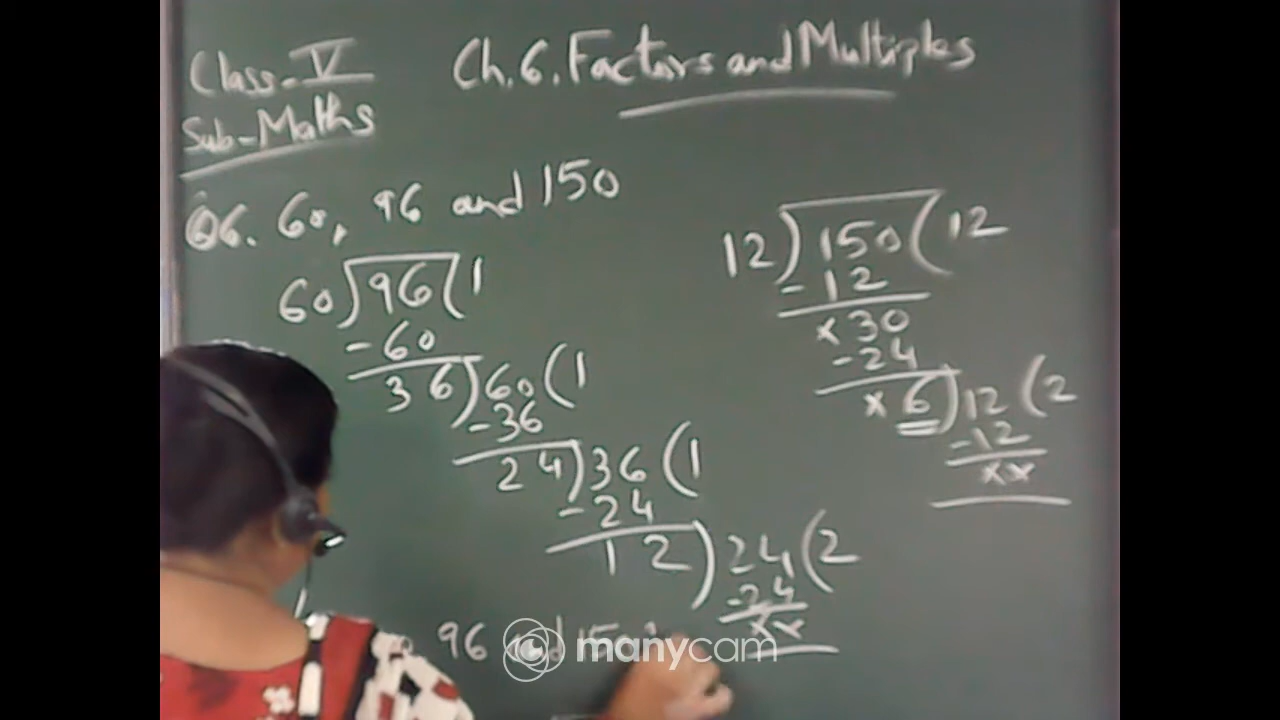 Class-V
Sub-Maths
Ch.6. Factors and Multiples
Q6. 60, 96 and 150
60)96(1
-60
36)60(1
-36
24)36(1
-24
12)24(2
-24
xx
12)150(12
-12
x30
-24
x6)12(2
-12
xx
96 and 150
manycam